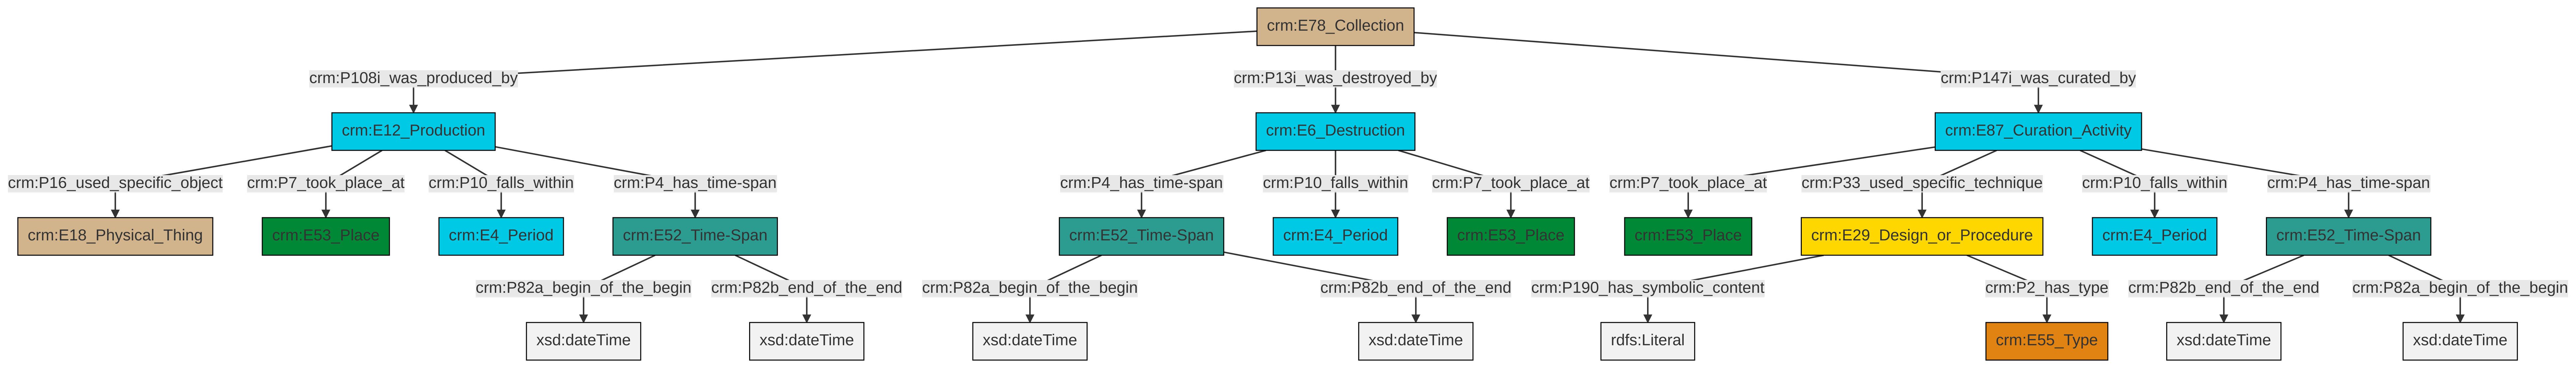 crm:E78_Collection
crm:P108i_was_produced_by crm:P13i_was_destroyed_by crm:P147i_was_curated_by
crm:E12_Production crm:E6_Destruction crm:E87_Curation_Activity
crm:P16_used_specific_object crm:P7_took_place_at crm:P10_falls_within crm:P4_has_time-span crm:P4_has_time-span crm:P10_falls_within crm:P7_took_place_at crm:P7_took_place_at crm:P33_used_specific_technique crm:P10_falls_within crm:P4_has_time-span
crm:E18_Physical_Thing crm:E53_Place crm:E4_Period crm:E52_Time-Span crm:E52_Time-Span crm:E4_Period crm:E53_Place crm:E53_Place crm:E29_Design_or_Procedure crm:E4_Period crm:E52_Time-Span
crm:P82a_begin_of_the_begin crm:P82b_end_of_the_end crm:P82a_begin_of_the_begin crm:P82b_end_of_the_end crm:P190_has_symbolic_content crm:P2_has_type crm:P82b_end_of_the_end crm:P82a_begin_of_the_begin
xsd:dateTime xsd:dateTime xsd:dateTime xsd:dateTime rdfs:Literal crm:E55_Type xsd:dateTime xsd:dateTime